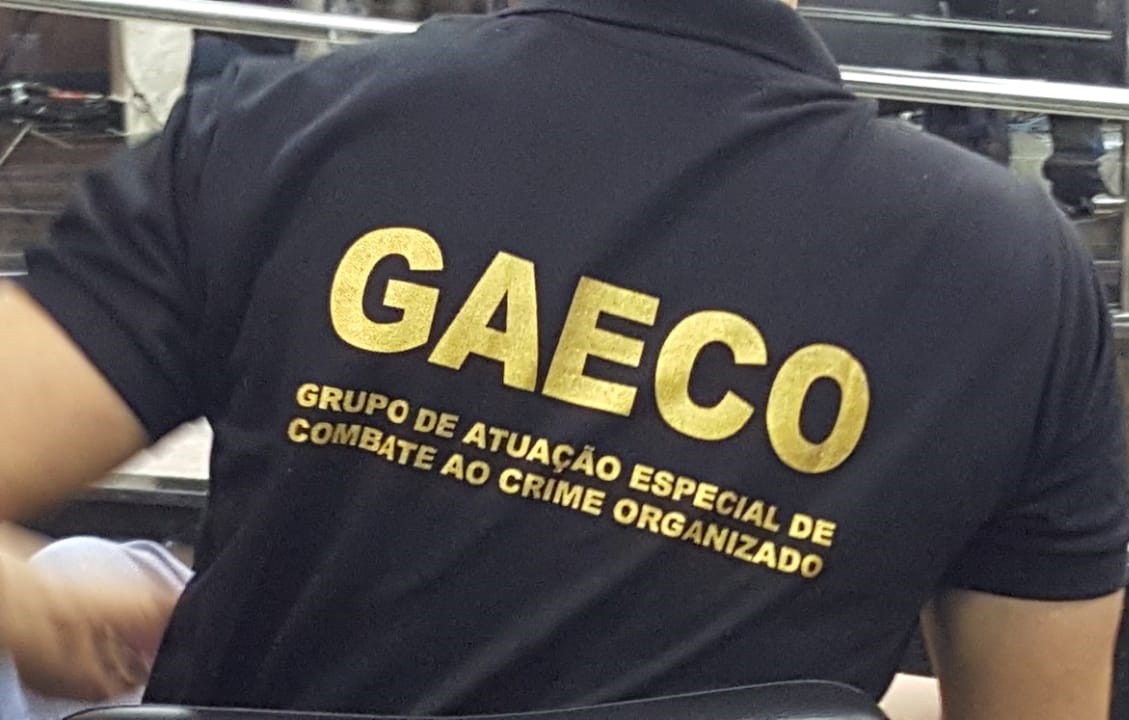 GAECO
GRUPO DE ATUAÇÃO ESPECIAL DE
COMBATE AO CRIME ORGANIZADO